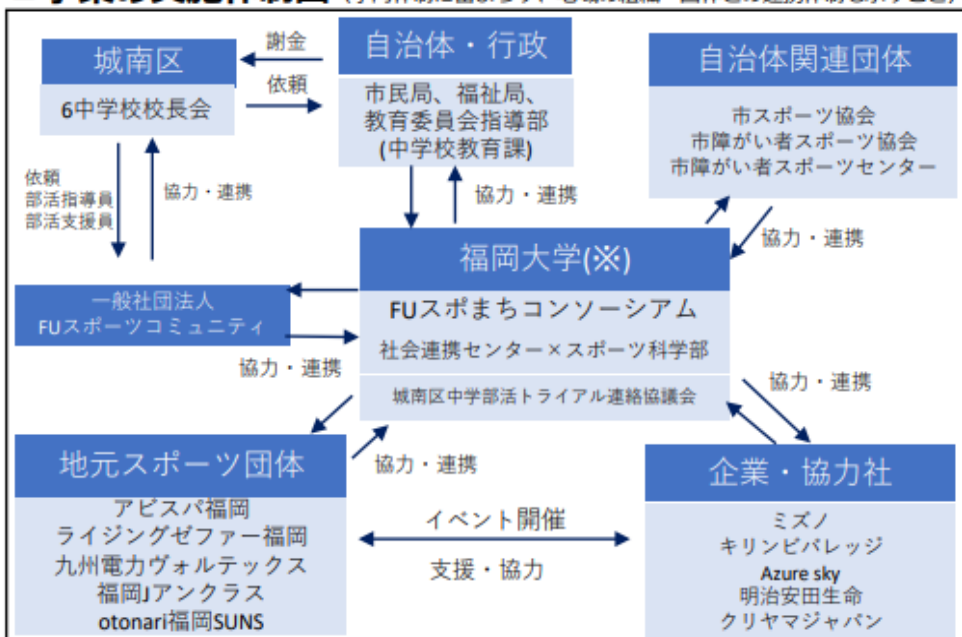 謝金
城南区
6中学校校長会
依頼
自治体・行政
市民局、福祉局、
教育委員会指導部
(中学校教育課)
自治体関連団体
市スポーツ協会
市障がい者スポーツ協会
市障がい者スポーツセンター
依頼
部活指導員
部活支援員
協力・連携
協力・連携
協力・連携
福岡大学(※)
FUスポまちコンソーシアム
社会連携センター×スポーツ科学部
城南区中学部活トライアル連絡協議会
一般社団法人
FUスポーツコミュニティ
協力・連携
協力・連携
地元スポーツ団体
アビスパ福岡
ライジングゼファー福岡
九州電力ヴォルテックス
福岡Jアンクラス
otonari福岡SUNS
協力・連携
イベント開催
支援・協力
企業・協力社
ミズノ
キリンビバレッジ
Azure sky
明治安田生命
クリヤマジャパン